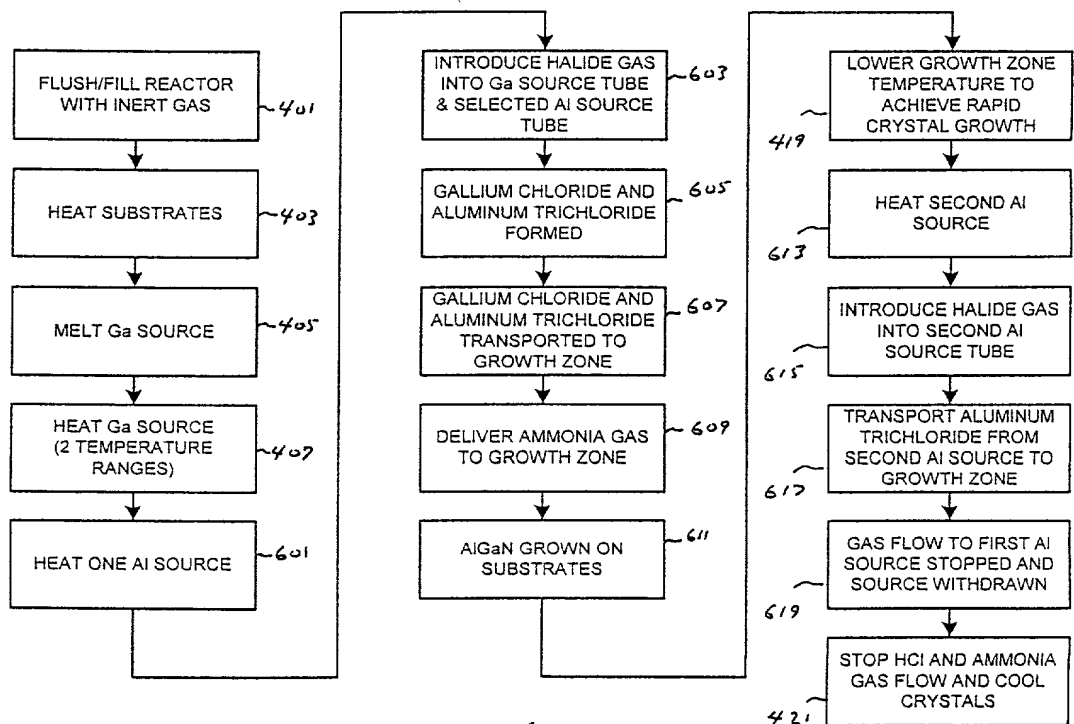 FLUSH/FILL REACTOR
WITH INERT GAS
401
HEAT SUBSTRATES
403
MELT Ga SOURCE
405
HEAT Ga SOURCE
(2 TEMPERATURE
RANGES)
407
HEAT ONE Al SOURCE
601
INTRODUCE HALIDE GAS
INTO Ga SOURCE TUBE
& SELECTED Al SOURCE
TUBE
603
GALLIUM CHLORIDE AND
ALUMINUM TRICHLORIDE
FORMED
605
GALLIUM CHLORIDE AND
ALUMINUM TRICHLORIDE
TRANSPORTED TO
GROWTH ZONE
607
DELIVER AMMONIA GAS
TO GROWTH ZONE
609
AlGaN GROWN ON
SUBSTRATES
611
LOWER GROWTH ZONE
TEMPERATURE TO
ACHIEVE RAPID
CRYSTAL GROWTH
419
HEAT SECOND Al
SOURCE
613
INTRODUCE HALIDE GAS
INTO SECOND Al
SOURCE TUBE
615
TRANSPORT ALUMINUM
TRICHLORIDE FROM
SECOND Al SOURCE TO
GROWTH ZONE
617
GAS FLOW TO FIRST Al
SOURCE STOPPED AND
SOURCE WITHDRAWN
619
STOP HCl AND AMMONIA
GAS FLOW AND COOL
CRYSTALS
421